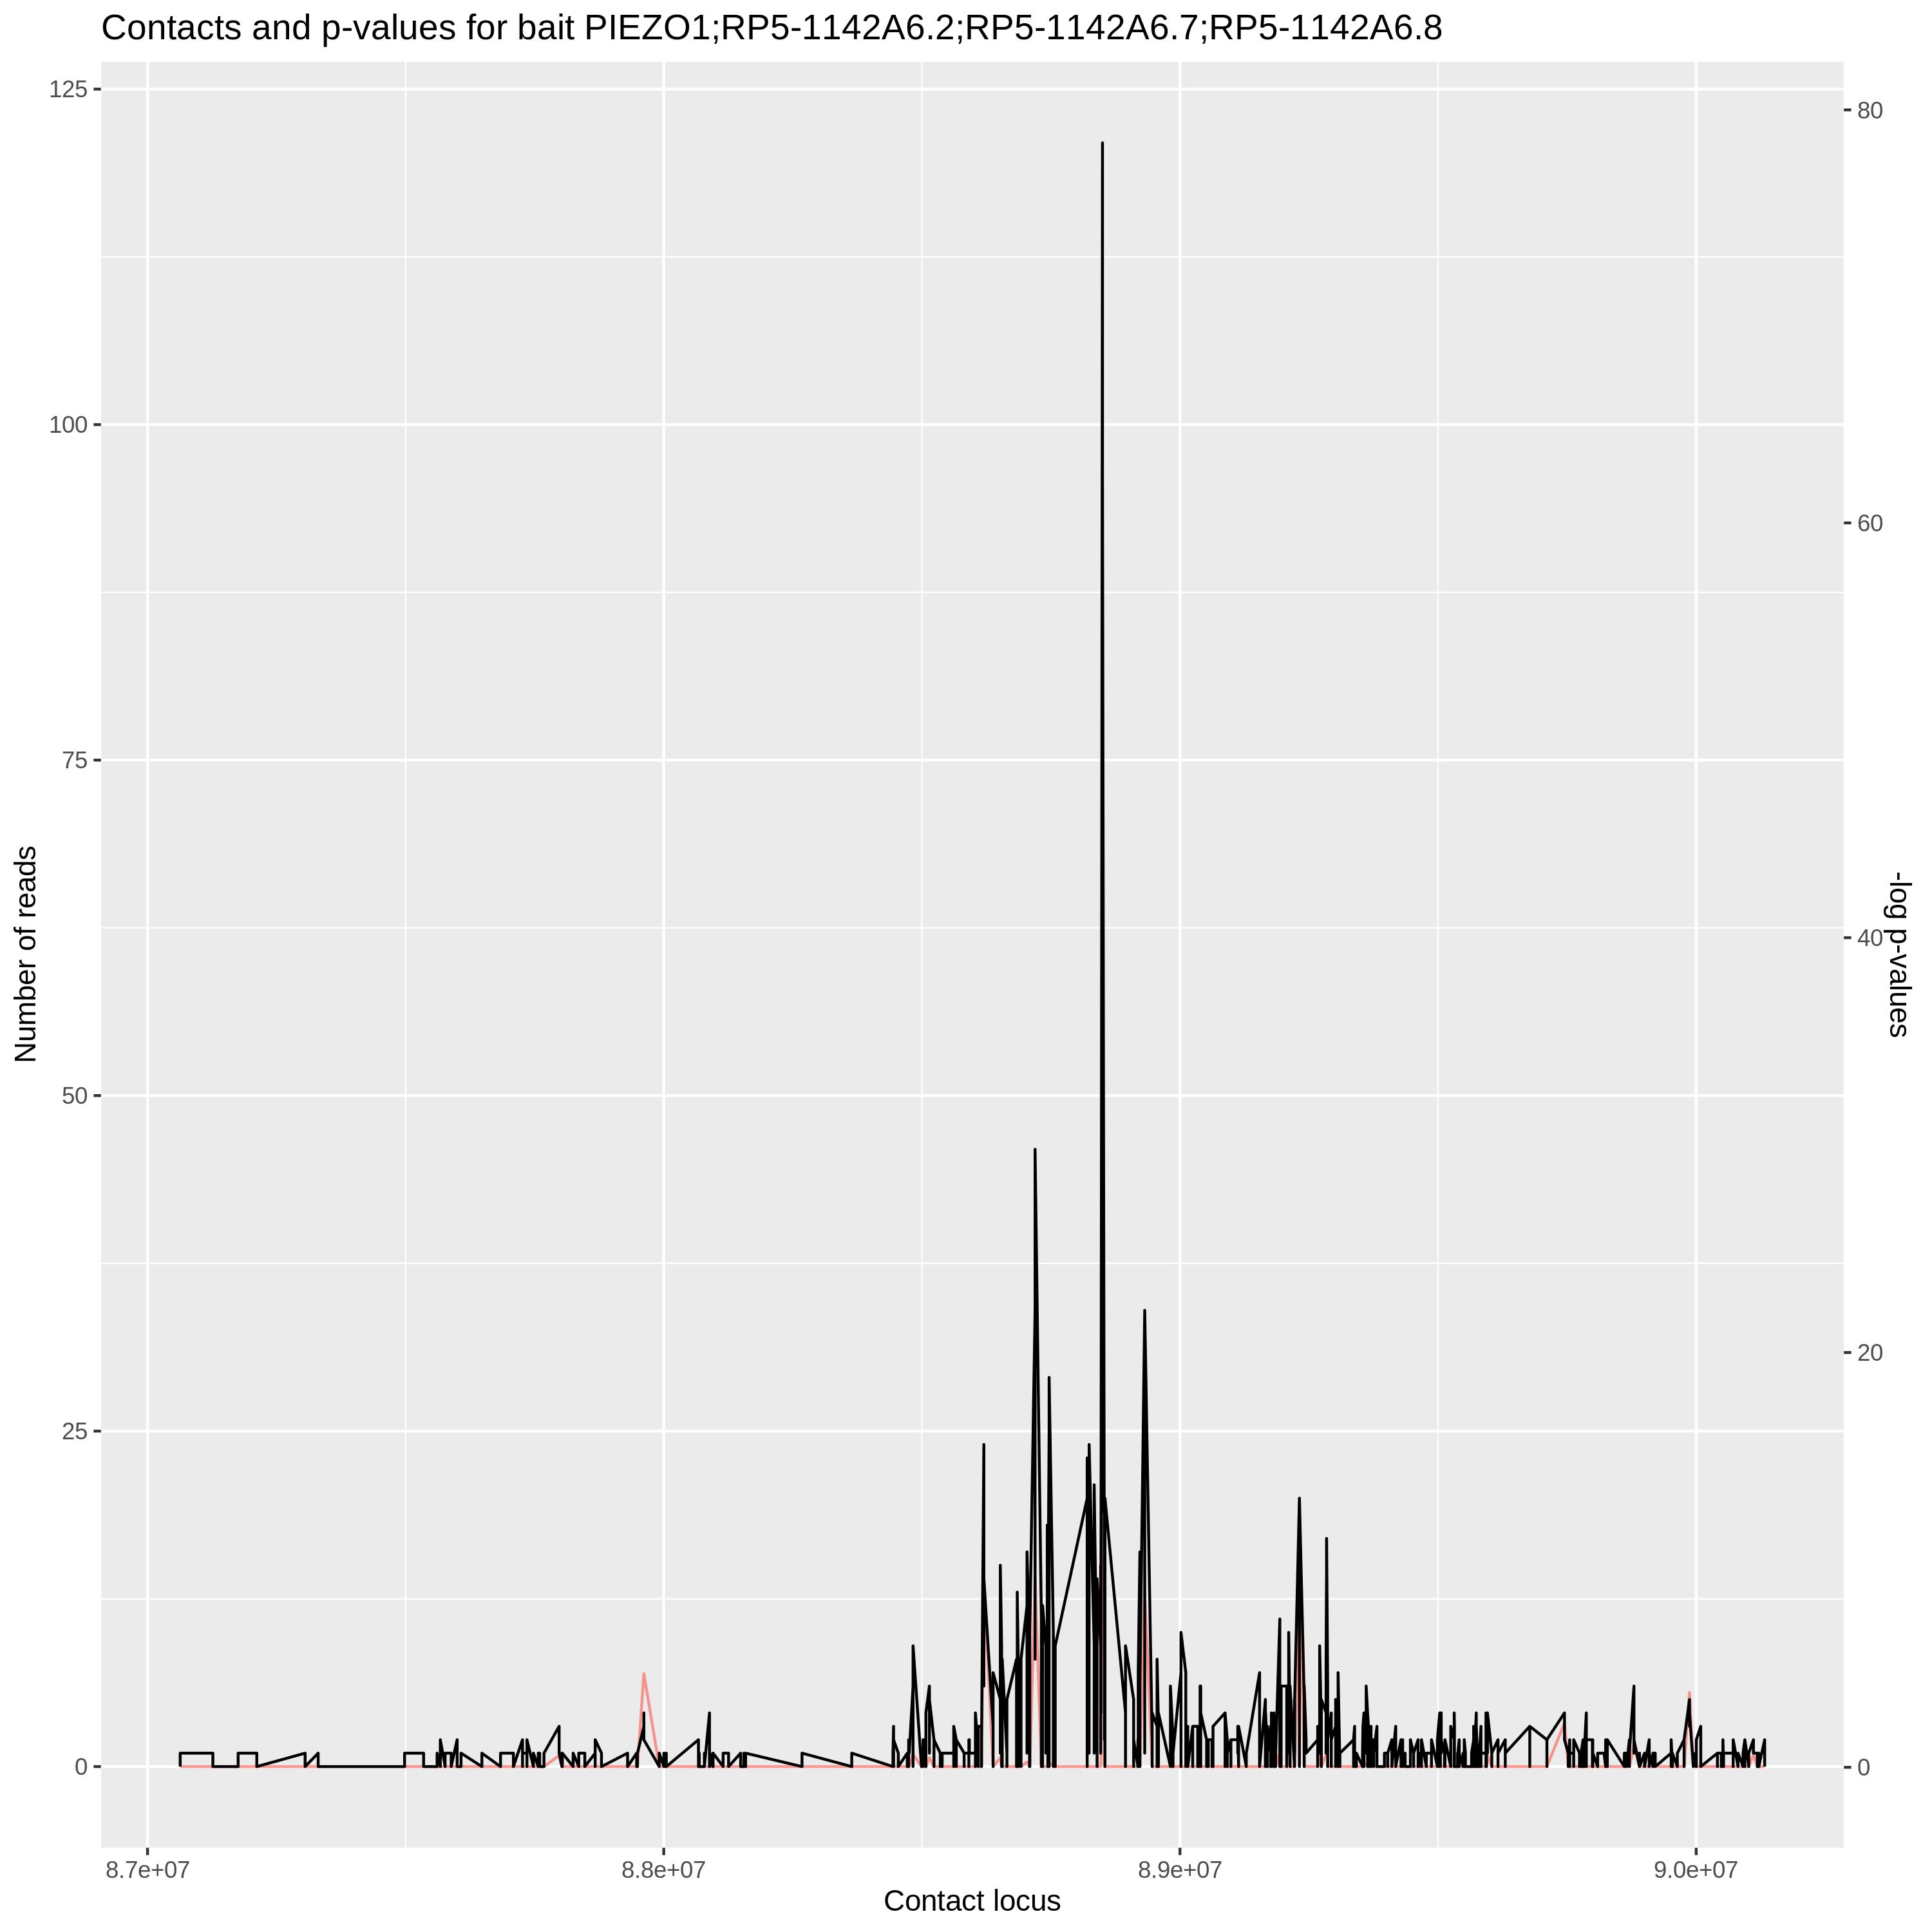 Contacts and p-values for bait PIEZO1;RP5-1142A6.2;RP5-1142A6.7;RP5-1142A6.8
125
100
75
50
25
0
Number of reads
80
60
40
20
0
-log p-values
8.7e+07
8.8e+07
8.9e+07
9.0e+07
Contact locus